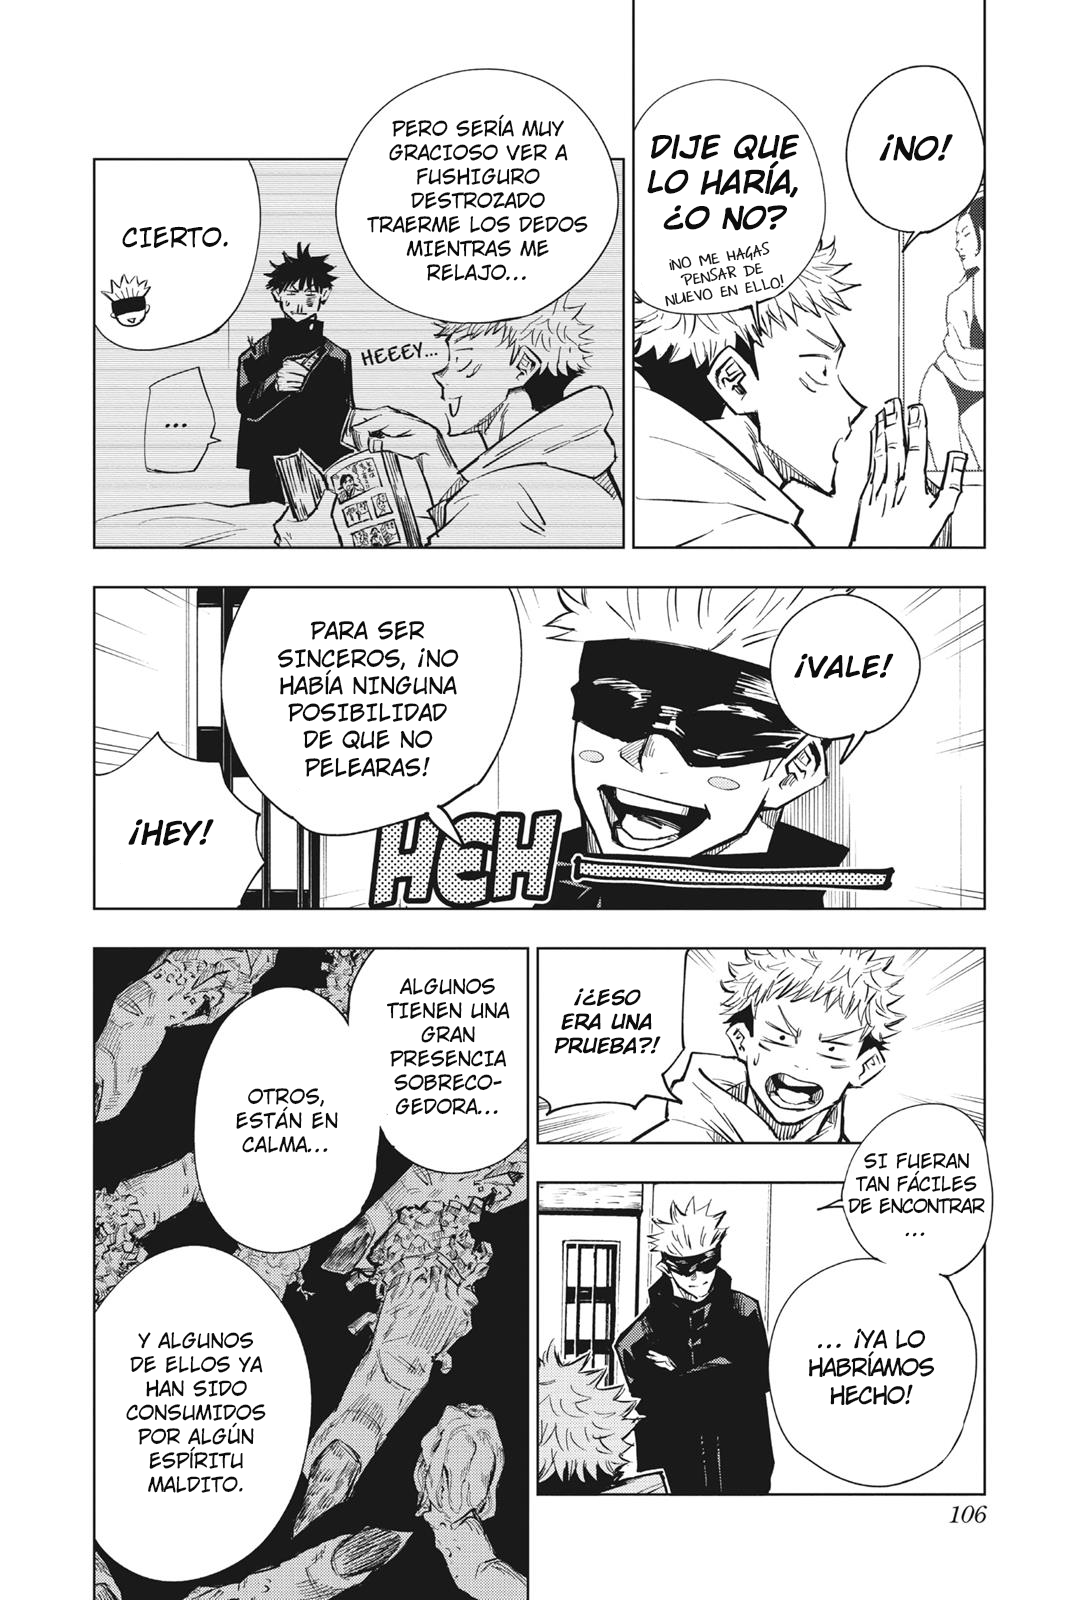 ¡NO!
DIJE QUE
LO HARÍA,
¿O NO?
¡NO ME HAGAS
PENSAR DE
NUEVO EN ELLO!
PERO SERÍA MUY
GRACIOSO VER A
FUSHIGURO
DESTROZADO
TRAERME LOS DEDOS
MIENTRAS ME
RELAJO...
HEEEY...
CIERTO.
...
¡VALE!
PARA SER
SINCEROS, ¡NO
HABÍA NINGUNA
POSIBILIDAD
DE QUE NO
PELEARAS!
HEH
¡HEY!
¡¿ESO
ERA UNA
PRUEBA?!
SI FUERAN
TAN FÁCILES
DE ENCONTRAR
...
... ¡YA LO
HABRÍAMOS
HECHO!
ALGUNOS
TIENEN UNA
GRAN
PRESENCIA
SOBRECO-
GEDORA...
OTROS,
ESTÁN EN
CALMA...
Y ALGUNOS
DE ELLOS YA
HAN SIDO
CONSUMIDOS
POR ALGÚN
ESPÍRITU
MALDITO.
106